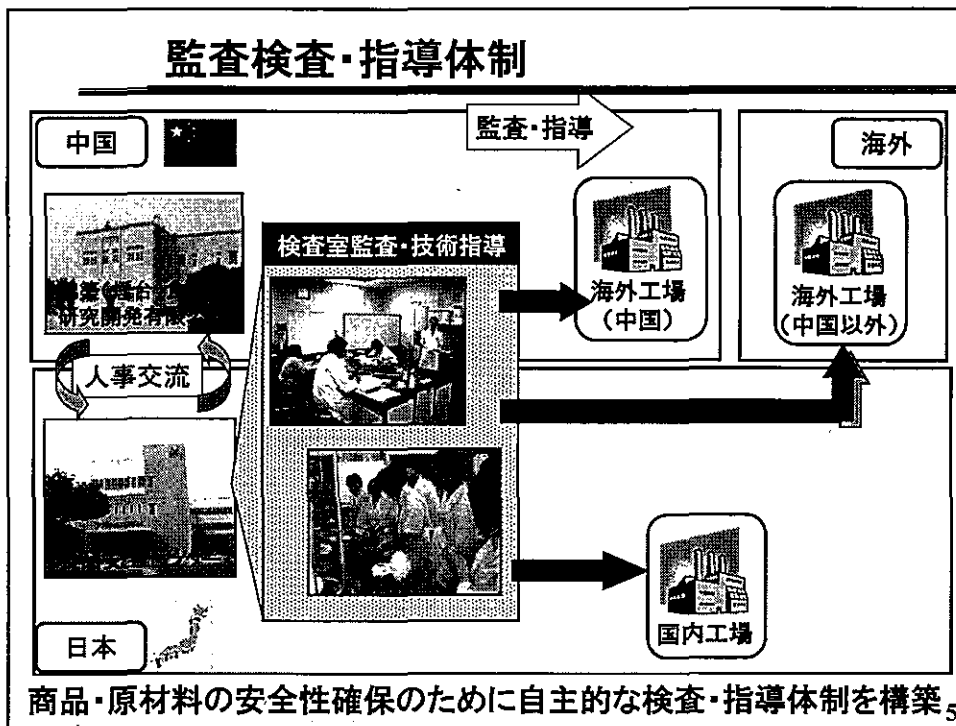 監査検査・指導体制
中国
監査・指導
海外
検査室監査・技術指導
海外工場
（中国）
海外工場
（中国以外）
研究開発有限
人事交流
国内工場
日本
商品・原材料の安全性確保のために自主的な検査・指導体制を構築
5